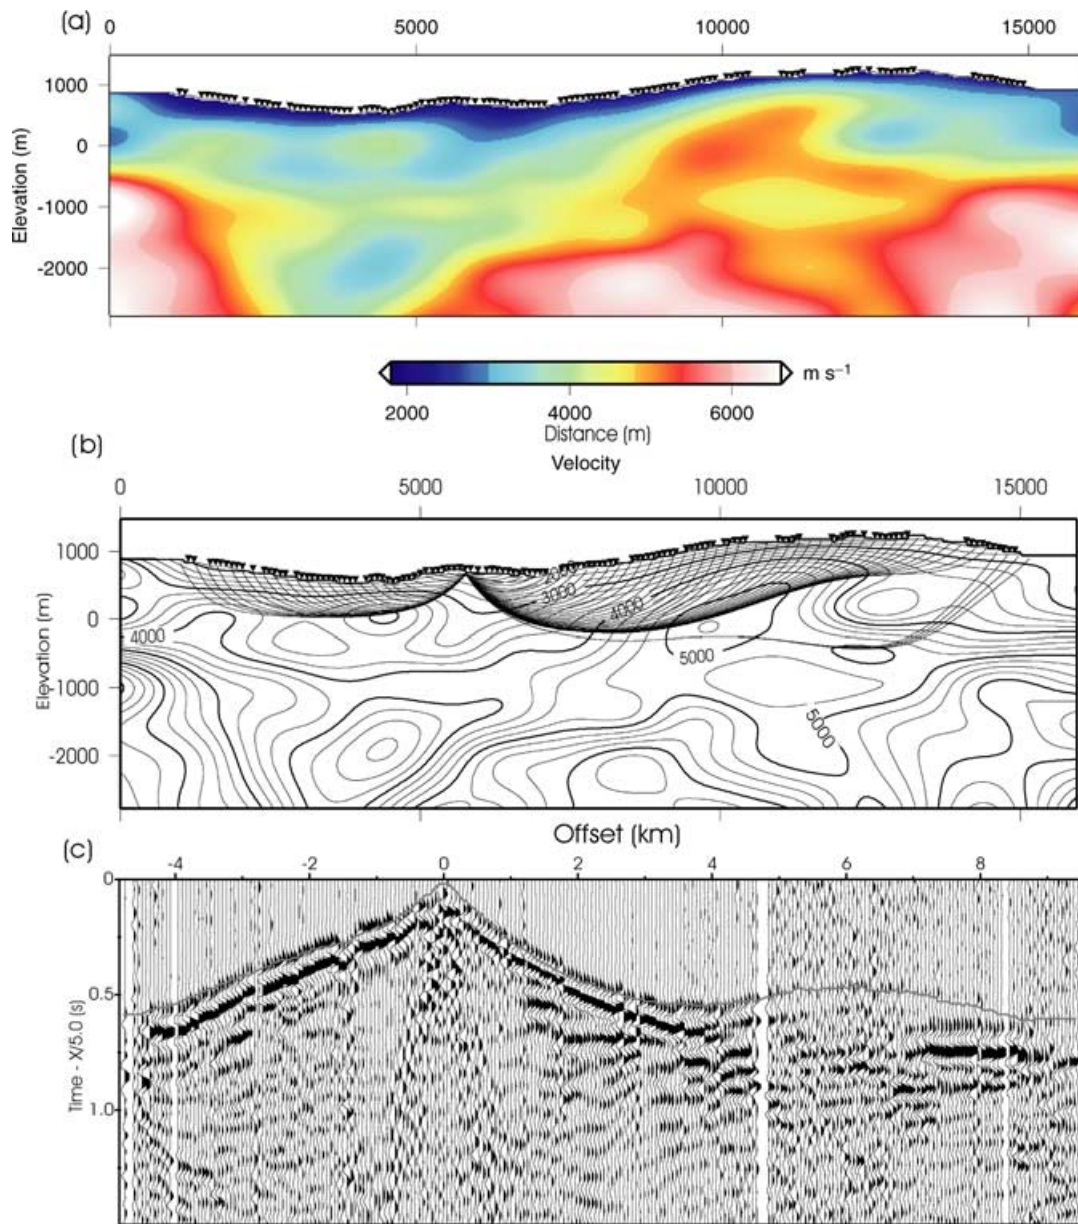 (a)
0 5000 10000 15000
1000
0
-1000
-2000
Elevation (m)
m s⁻¹
2000 4000 6000
Distance (m)
(b)
Velocity
0 5000 10000 15000
1000
0
-1000
-2000
Elevation (m)
3000
4000
4000
5000
5000
Offset (km)
(c)
-4 -2 0 2 4 6 8
0
0.5
1.0
Time - X/5.0 (s)